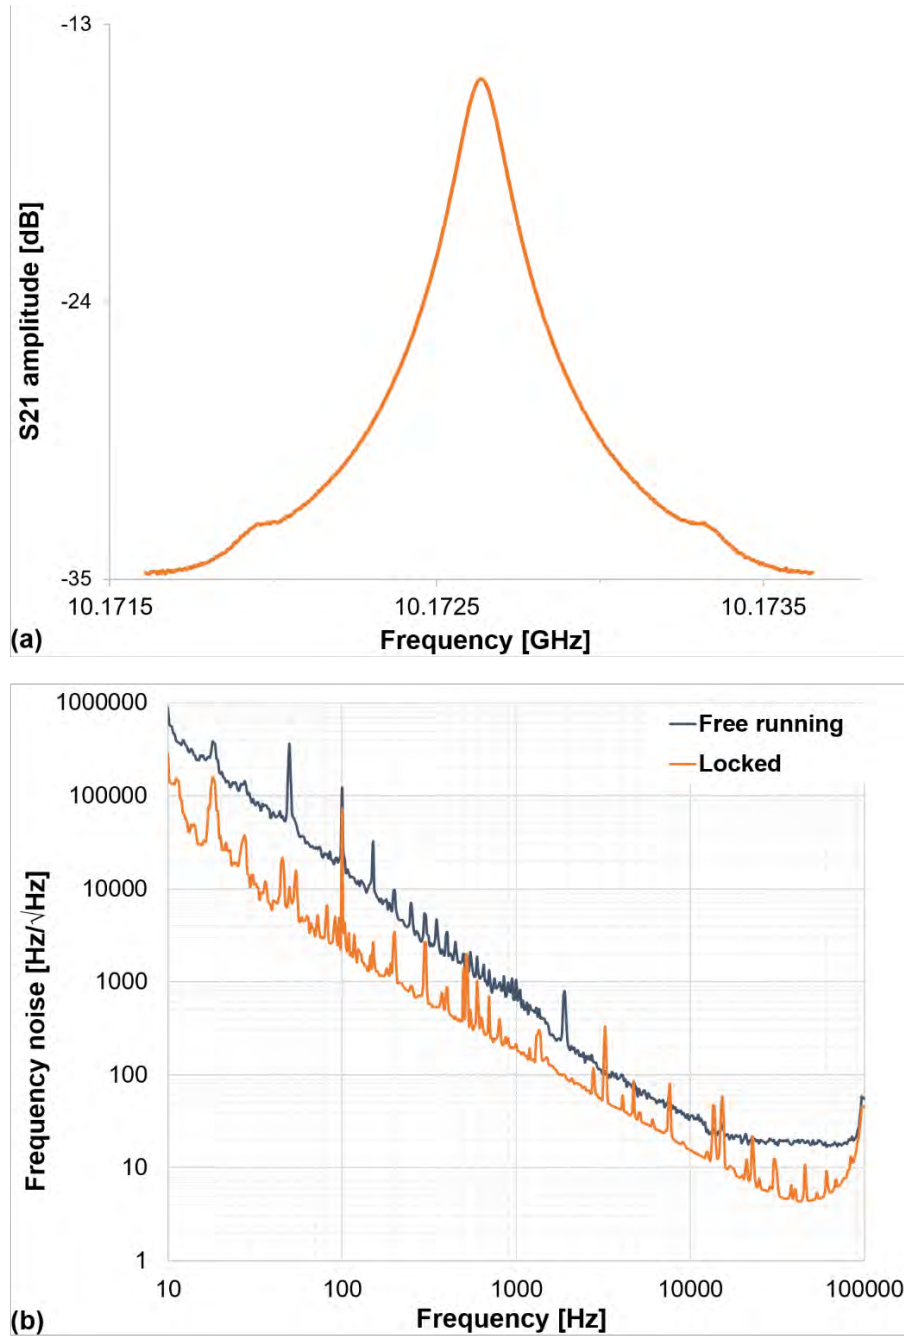 -13
S21 amplitude [dB]
-24
-35
10.1715
10.1725
10.1735
(a)
Frequency [GHz]
1000000
Free running
Locked
100000
10000
Frequency noise [Hz/√Hz]
1000
100
10
1
10
100
1000
10000
100000
(b)
Frequency [Hz]